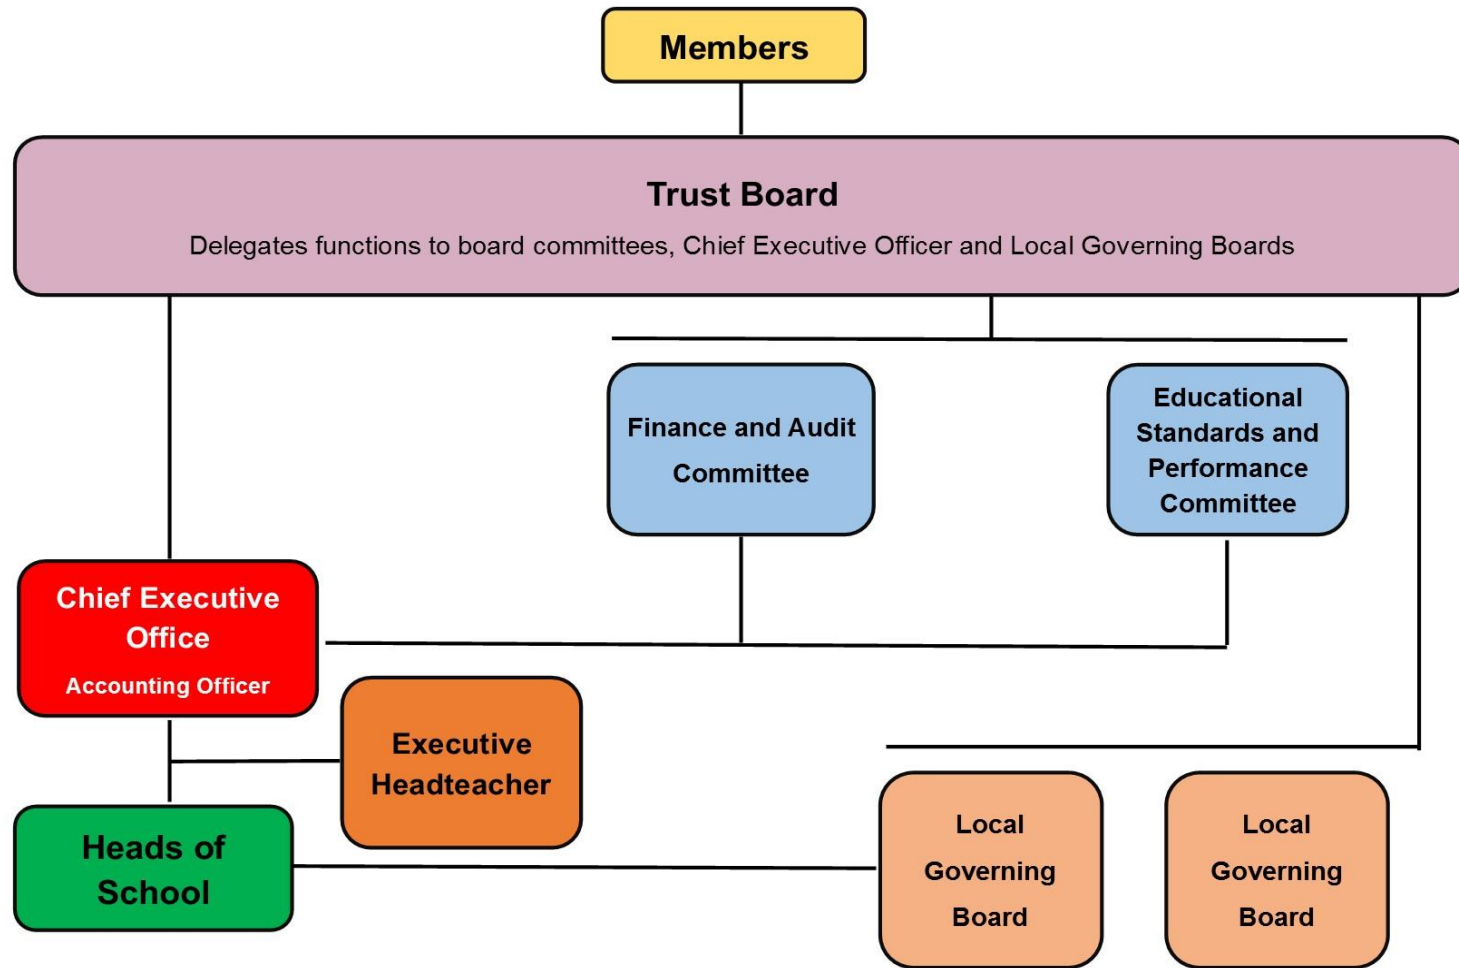 Members
Trust Board
Delegates functions to board committees, Chief Executive Officer and Local Governing Boards
Finance and Audit
Committee
Educational
Standards and
Performance
Committee
Chief Executive
Office
Accounting Officer
Executive
Headteacher
Heads of
School
Local
Governing
Board
Local
Governing
Board